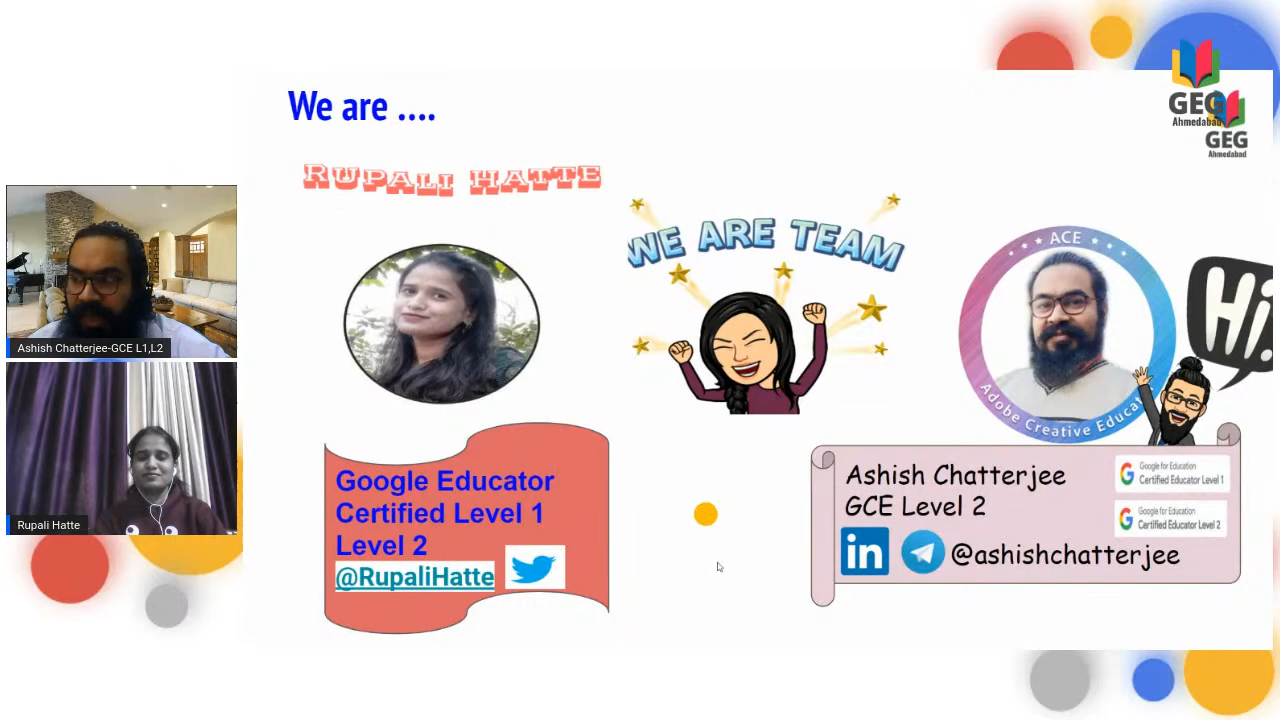 We are ....
GEG
Ahmedabad
GEG
Ahmedabad
RUPALI HATTE
WE ARE TEAM
ACE
Adobe Creative Educat
Hi.
Ashish Chatterjee-GCE L1,L2
Rupali Hatte
Google Educator
Certified Level 1
Level 2
@RupaliHatte
Ashish Chatterjee
GCE Level 2
in
@ashishchatterjee
G
Google for Education
Certified Educator Level 1
G
Google for Education
Certified Educator Level 2